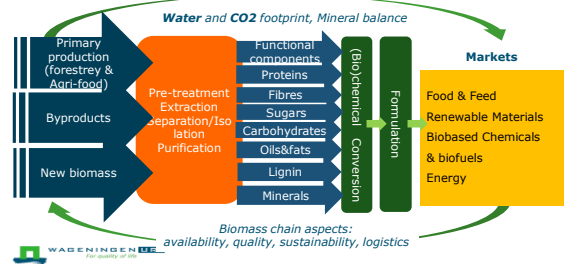 Water and CO2 footprint, Mineral balance
Primary
production
(forestrey &
Agri-food)
Byproducts
New biomass
Pre-treatment
Extraction
Separation/Iso
lation
Purification
Functional
components
Proteins
Fibres
Sugars
Carbohydrates
Oils&fats
Lignin
Minerals
(Bio)chemical Conversion
Formulation
Markets
Food & Feed
Renewable Materials
Biobased Chemicals
& biofuels
Energy
Biomass chain aspects:
availability, quality, sustainability, logistics
WAGENINGEN UR
For quality of life